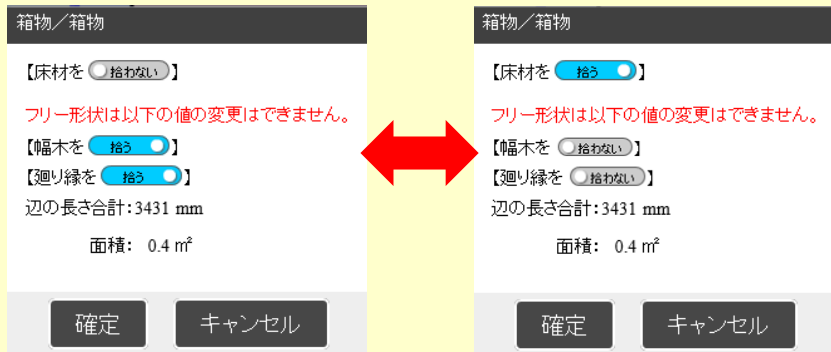 箱物／箱物
【床材を 拾わない 】
フリー形状は以下の値の変更はできません。
【幅木を 拾う 】
【廻り縁を 拾う 】
辺の長さ合計:3431 mm
面積: 0.4 ㎡
確定 キャンセル
箱物／箱物
【床材を 拾う 】
フリー形状は以下の値の変更はできません。
【幅木を 拾わない 】
【廻り縁を 拾わない 】
辺の長さ合計:3431 mm
面積: 0.4 ㎡
確定 キャンセル